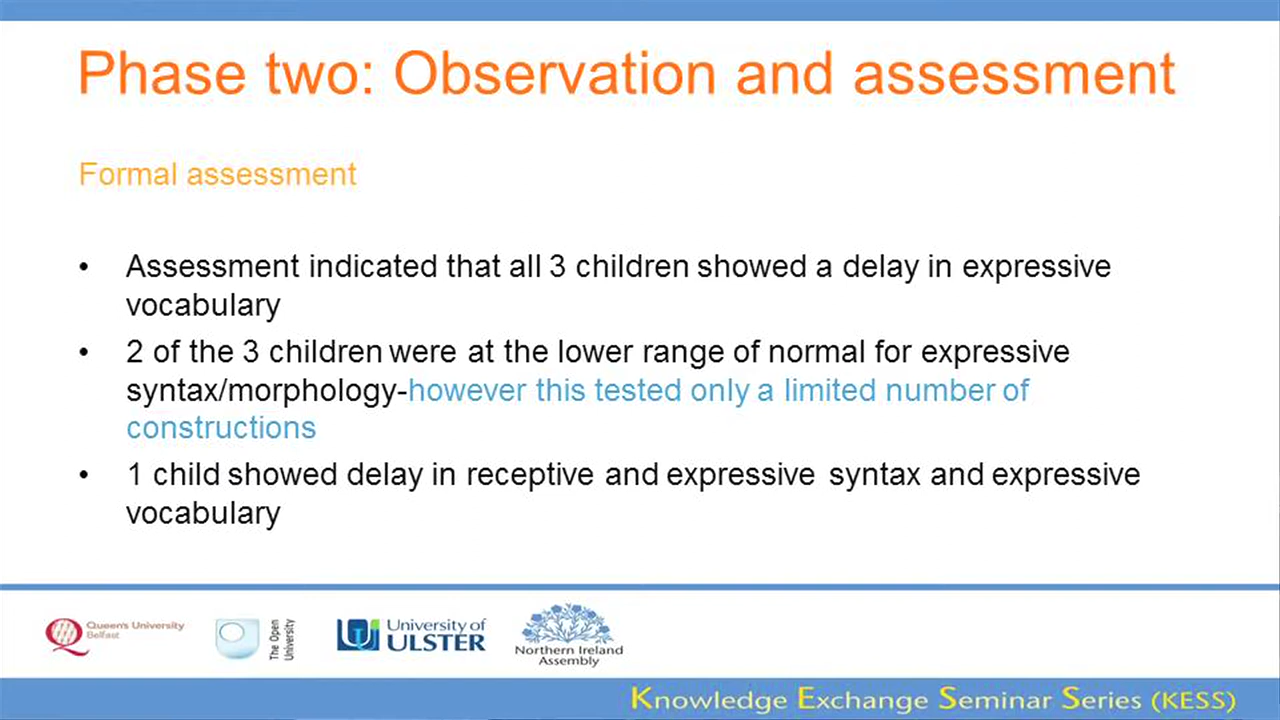 Phase two: Observation and assessment
Formal assessment
• Assessment indicated that all 3 children showed a delay in expressive
vocabulary
• 2 of the 3 children were at the lower range of normal for expressive
syntax/morphology-however this tested only a limited number of
constructions
• 1 child showed delay in receptive and expressive syntax and expressive
vocabulary
Queen's University
Belfast
The Open
University
University of
ULSTER
Northern Ireland
Assembly
Knowledge Exchange Seminar Series (KESS)